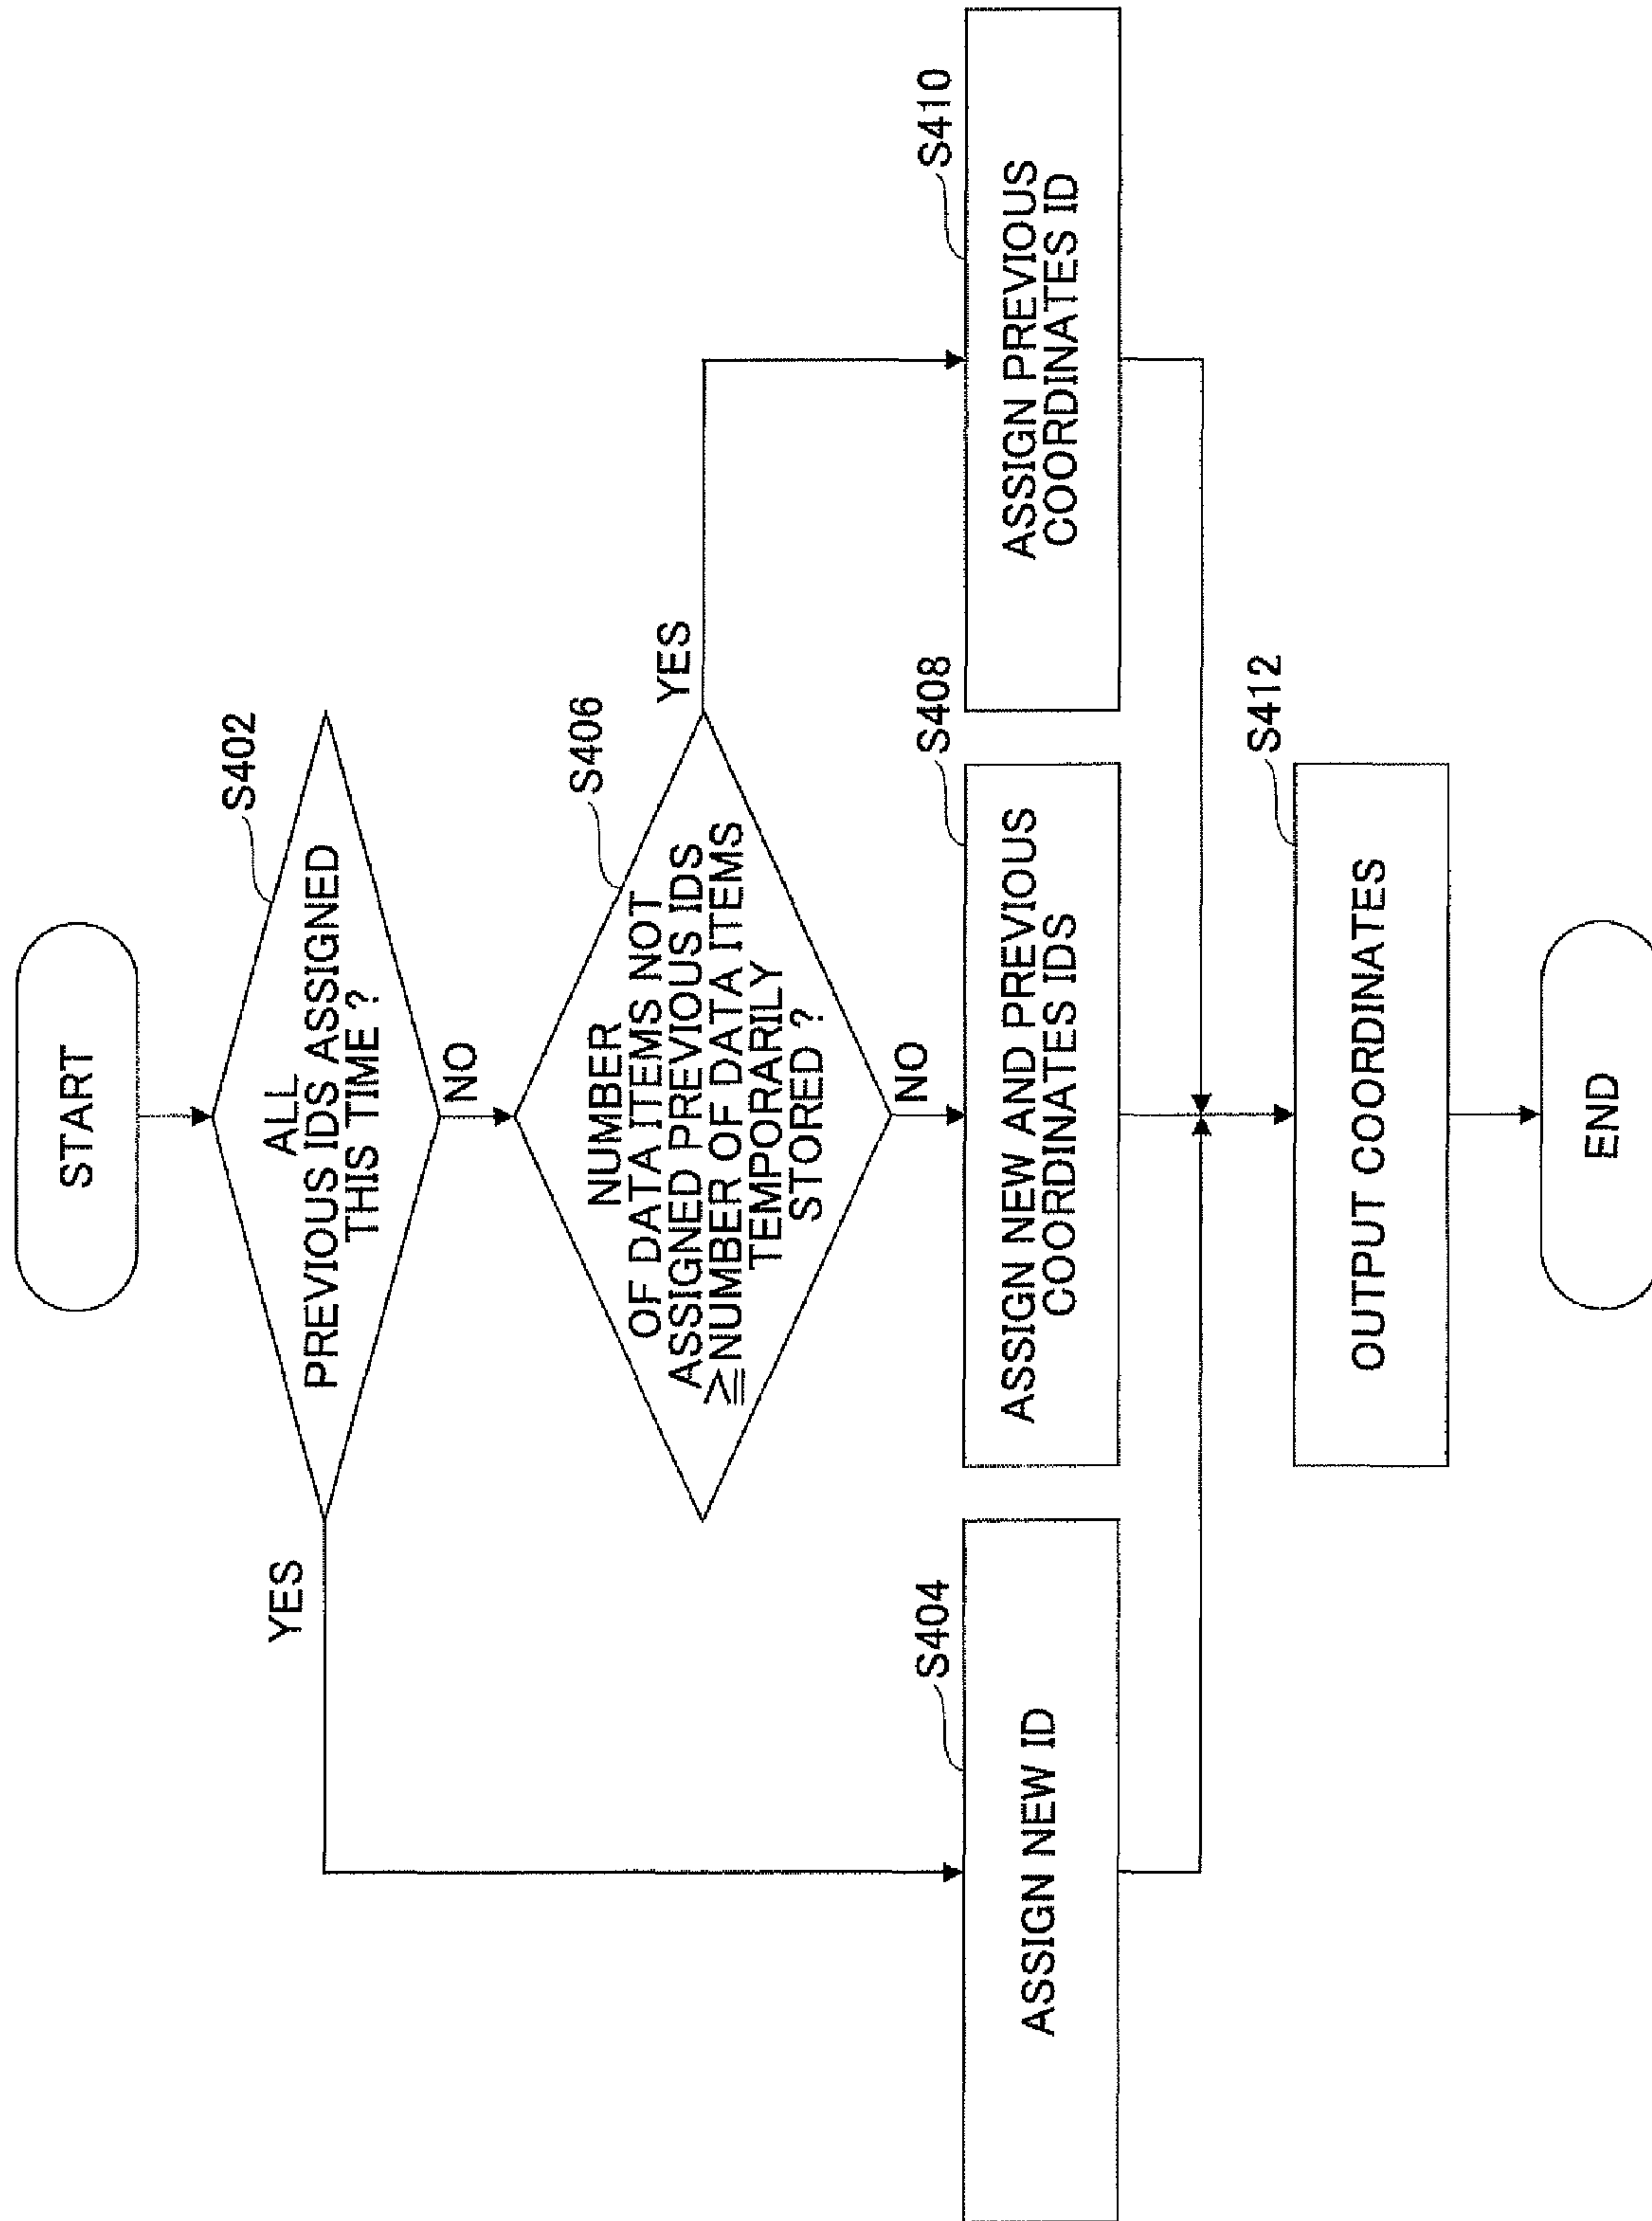 START
S402
ALL
PREVIOUS IDS ASSIGNED
THIS TIME ?
YES
NO
S406
NUMBER
OF DATA ITEMS NOT
ASSIGNED PREVIOUS IDS
≧NUMBER OF DATA ITEMS
TEMPORARILY
STORED ?
YES
NO
S404
ASSIGN NEW ID
S408
ASSIGN NEW AND PREVIOUS
COORDINATES IDS
S410
ASSIGN PREVIOUS
COORDINATES ID
S412
OUTPUT COORDINATES
END